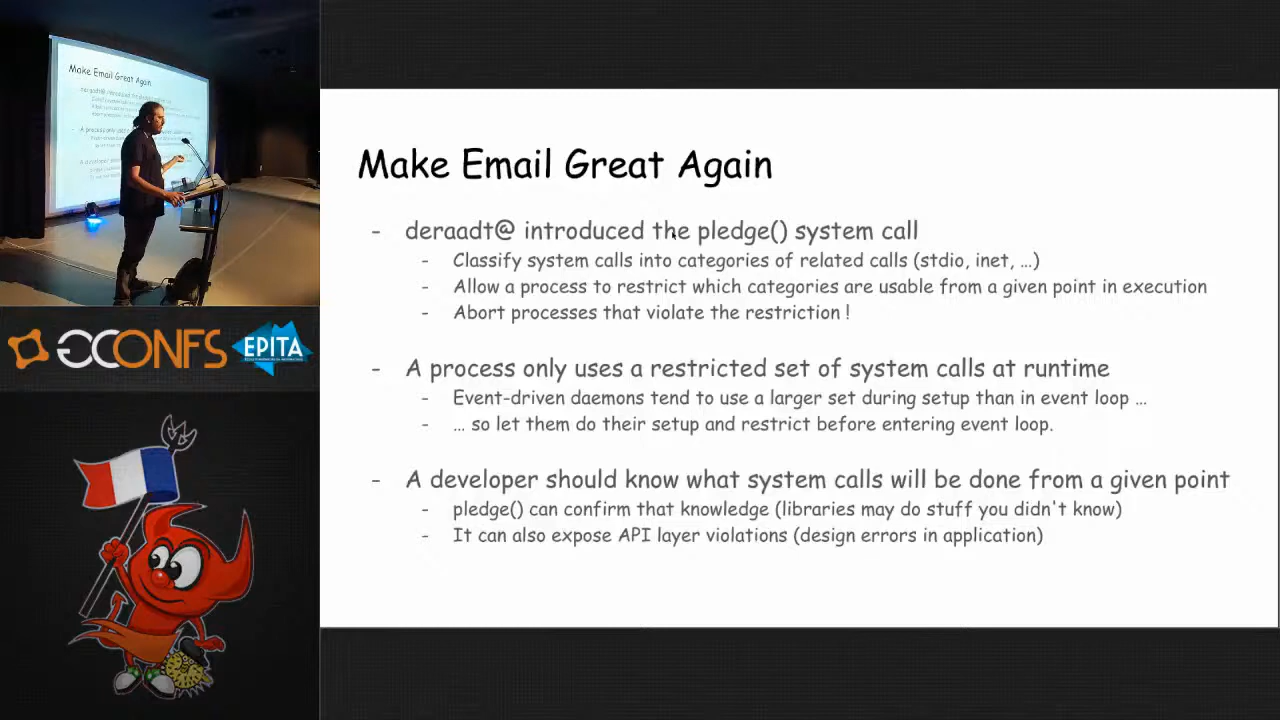 Make Email Great Again
- deraadt@ introduced the pledge() system call
- Classify system calls into categories of related calls (stdio, inet, …)
- Allow a process to restrict which categories are usable from a given point in execution
- Abort processes that violate the restriction !
- A process only uses a restricted set of system calls at runtime
- Event-driven daemons tend to use a larger set during setup than in event loop …
- … so let them do their setup and restrict before entering event loop.
- A developer should know what system calls will be done from a given point
- pledge() can confirm that knowledge (libraries may do stuff you didn't know)
- It can also expose API layer violations (design errors in application)
Make Email Great Again
GCONFS
EPITA